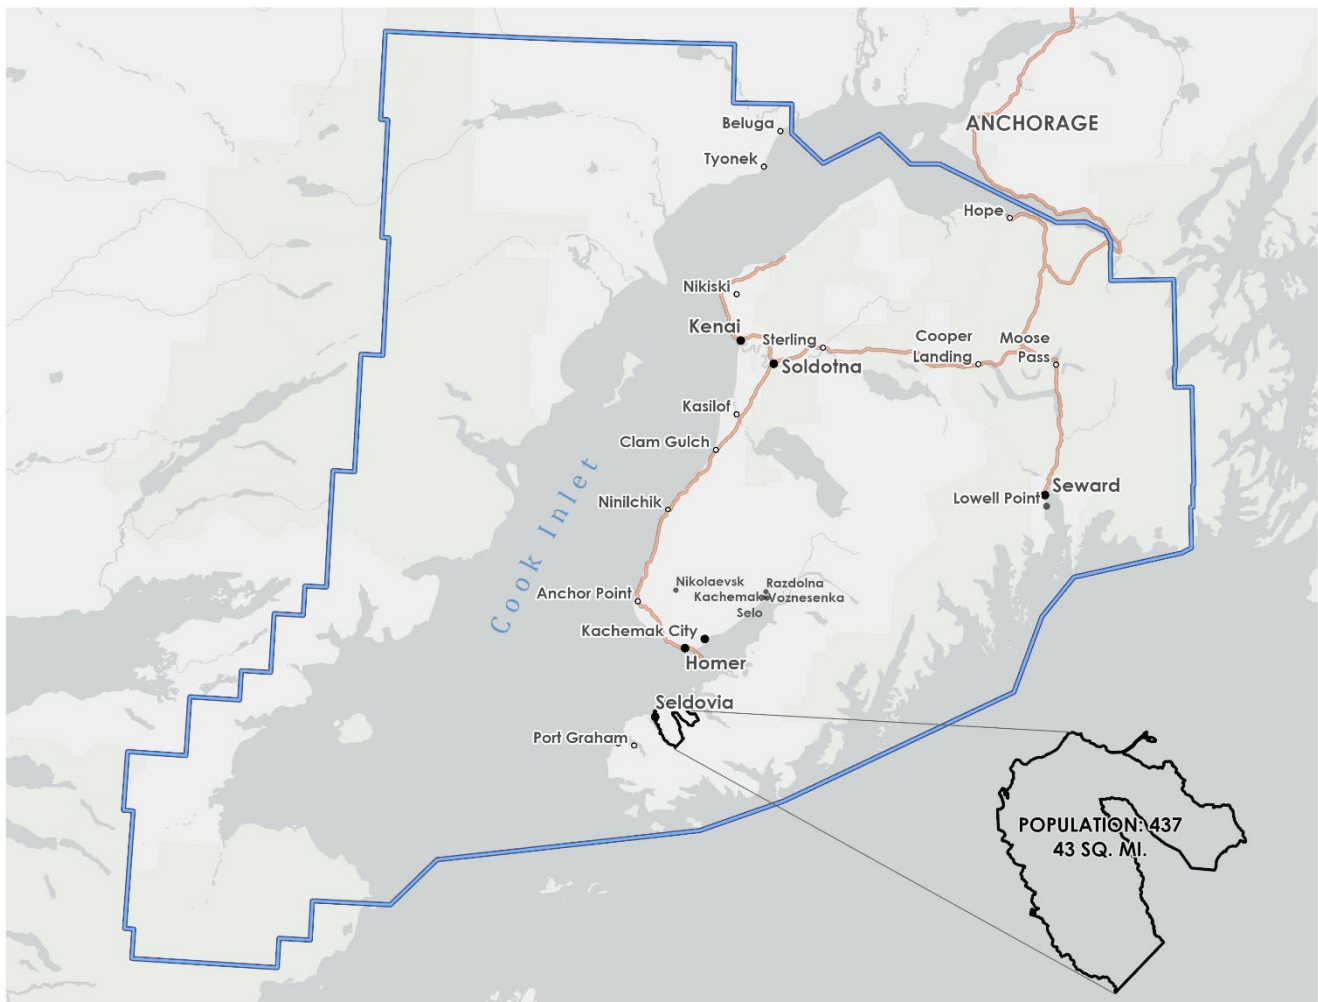 ANCHORAGE
Beluga
Tyonek
Hope
Nikiski
Kenai
Sterling
Soldotna
Cooper
Landing
Moose
Pass
Kasilof
Clam Gulch
Cook Inlet
Ninilchik
Seward
Lowell Point
Anchor Point
Nikolaevsk
Razdolna
Kachemak
Voznesenka
Selo
Kachemak City
Homer
Seldovia
Port Graham
POPULATION: 437
43 SQ. MI.